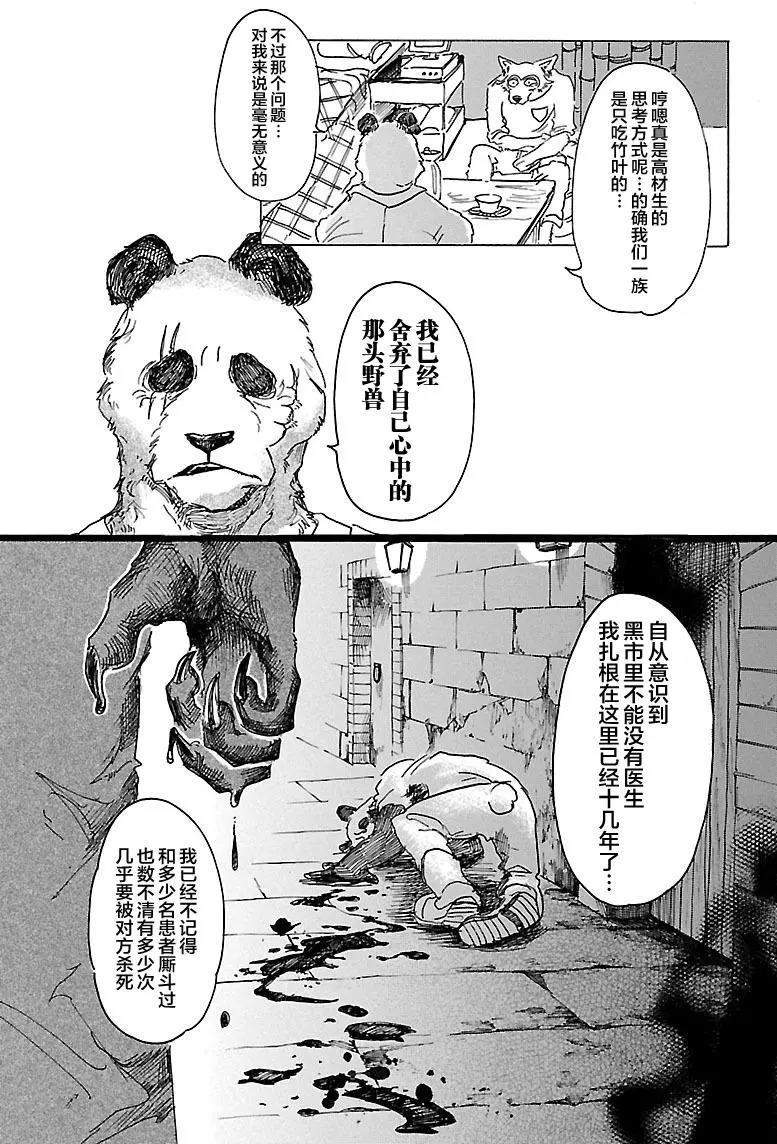 哼嗯真是高材生的
思考方式呢…的确我们一族
是只吃竹叶的…
不过那个问题…
对我来说是毫无意义的
我已经
舍弃了自己心中的
那头野兽
自从意识到
黑市里不能没有医生
我扎根在这里已经十几年了…
我已经不记得
和多少名患者厮斗过
也数不清有多少次
几乎要被对方杀死